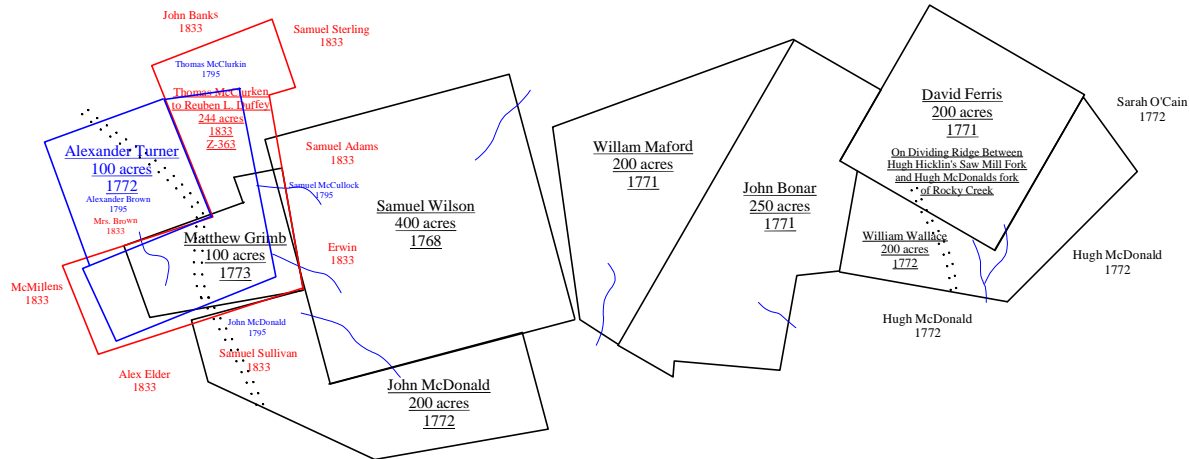 John Banks
1833
Samuel Sterling
1833
Thomas McClurkin
1795
Thomas McClurken
to Reuben L. Duffey
244 acres
1833
Z-363
Alexander Turner
100 acres
1772
Alexander Brown
1795
Mrs. Brown
1833
Samuel Adams
1833
Samuel McCullock
1795
Matthew Grimb
100 acres
1773
Erwin
1833
McMillens
1833
Alex Elder
1833
John McDonald
1795
Samuel Sullivan
1833
Samuel Wilson
400 acres
1768
John McDonald
200 acres
1772
Willam Maford
200 acres
1771
John Bonar
250 acres
1771
David Ferris
200 acres
1771
On Dividing Ridge Between
Hugh Hicklin's Saw Mill Fork
and Hugh McDonalds fork
of Rocky Creek
William Wallace
200 acres
1772
Sarah O'Cain
1772
Hugh McDonald
1772
Hugh McDonald
1772